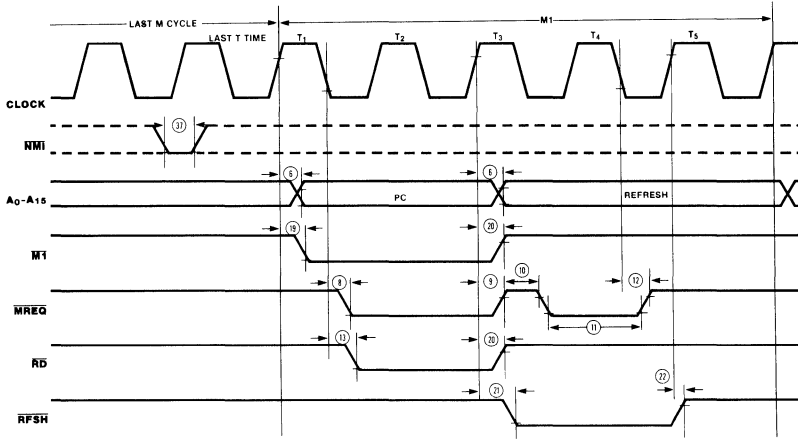 LAST M CYCLE
M1
LAST T TIME
T1 T2 T3 T4 T5
CLOCK
37
NMI
6 6
A0-A15
PC
REFRESH
19 20
M1
8 9 10 12
MREQ
11
13 20
RD
21 22
RFSH